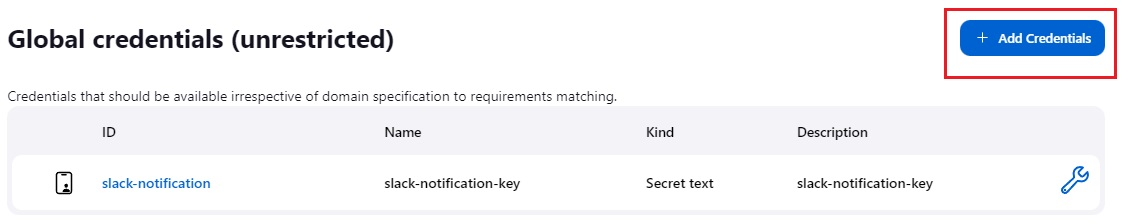 Global credentials (unrestricted)
+ Add Credentials
Credentials that should be available irrespective of domain specification to requirements matching.
ID Name Kind Description
slack-notification slack-notification-key Secret text slack-notification-key